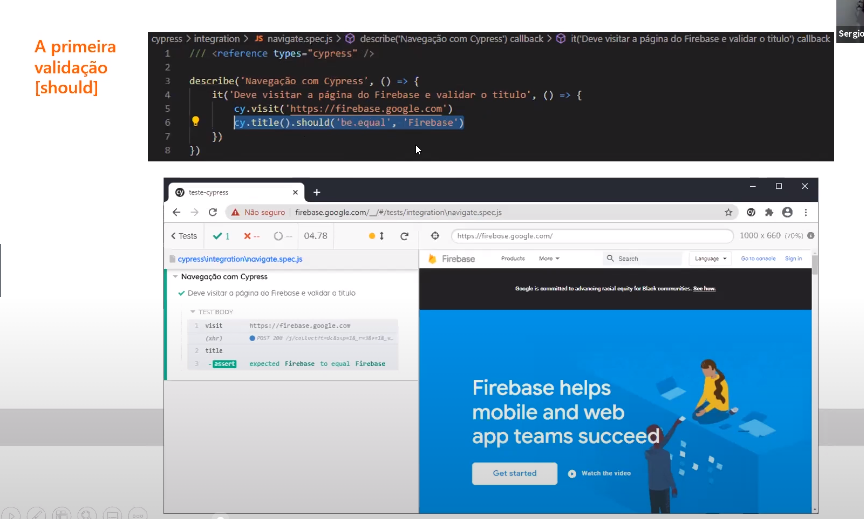 A primeira
validação
[should]
Sergio
cypress > integration > JS navigate.spec.js > describe('Navegação com Cypress') callback > it('Deve visitar a página do Firebase e validar o titulo') callback
1 /// <reference types="cypress" />
2
3 describe('Navegação com Cypress', () => {
4 it('Deve visitar a página do Firebase e validar o titulo', () => {
5 cy.visit('https://firebase.google.com')
6 cy.title().should('be.equal', 'Firebase')
7 })
8 })
cy teste-cypress
Não seguro firebase.google.com/__/#/tests/integration\navigate.spec.js
Tests 1 -- -- 04.78 https://firebase.google.com/ 1000 x 660 (70%)
cypress\integration\navigate.spec.js
Navegação com Cypress
Deve visitar a página do Firebase e validar o titulo
TEST BODY
1 visit https://firebase.google.com
(xhr) POST 200
2 title
3 -assert expected Firebase to equal Firebase
Firebase Products More Search Language Go to console Sign in
Google is committed to advancing racial equity for Black communities. See how.
Firebase helps
mobile and web
app teams succeed
Get started Watch the video